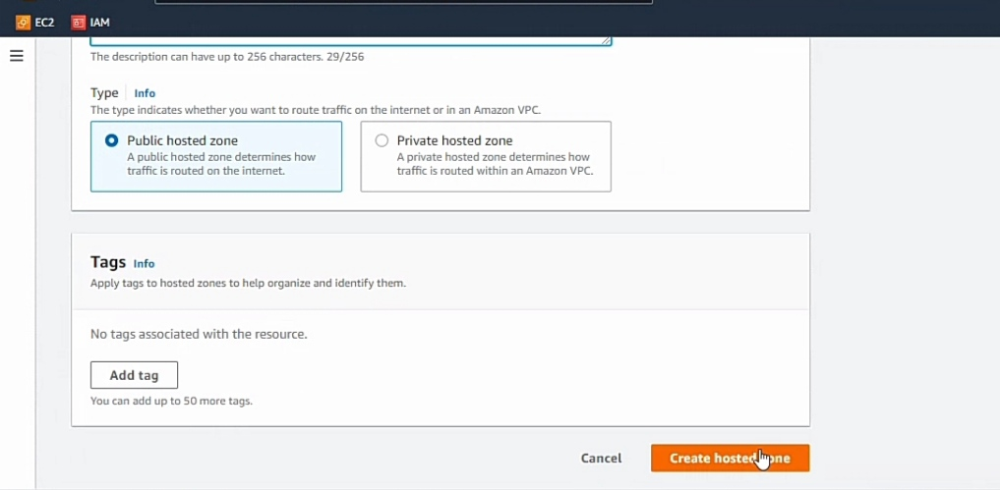 EC2 IAM
The description can have up to 256 characters. 29/256
Type Info
The type indicates whether you want to route traffic on the internet or in an Amazon VPC.
Public hosted zone
A public hosted zone determines how
traffic is routed on the internet.
Private hosted zone
A private hosted zone determines how
traffic is routed within an Amazon VPC.
Tags Info
Apply tags to hosted zones to help organize and identify them.
No tags associated with the resource.
Add tag
You can add up to 50 more tags.
Cancel Create hosted zone